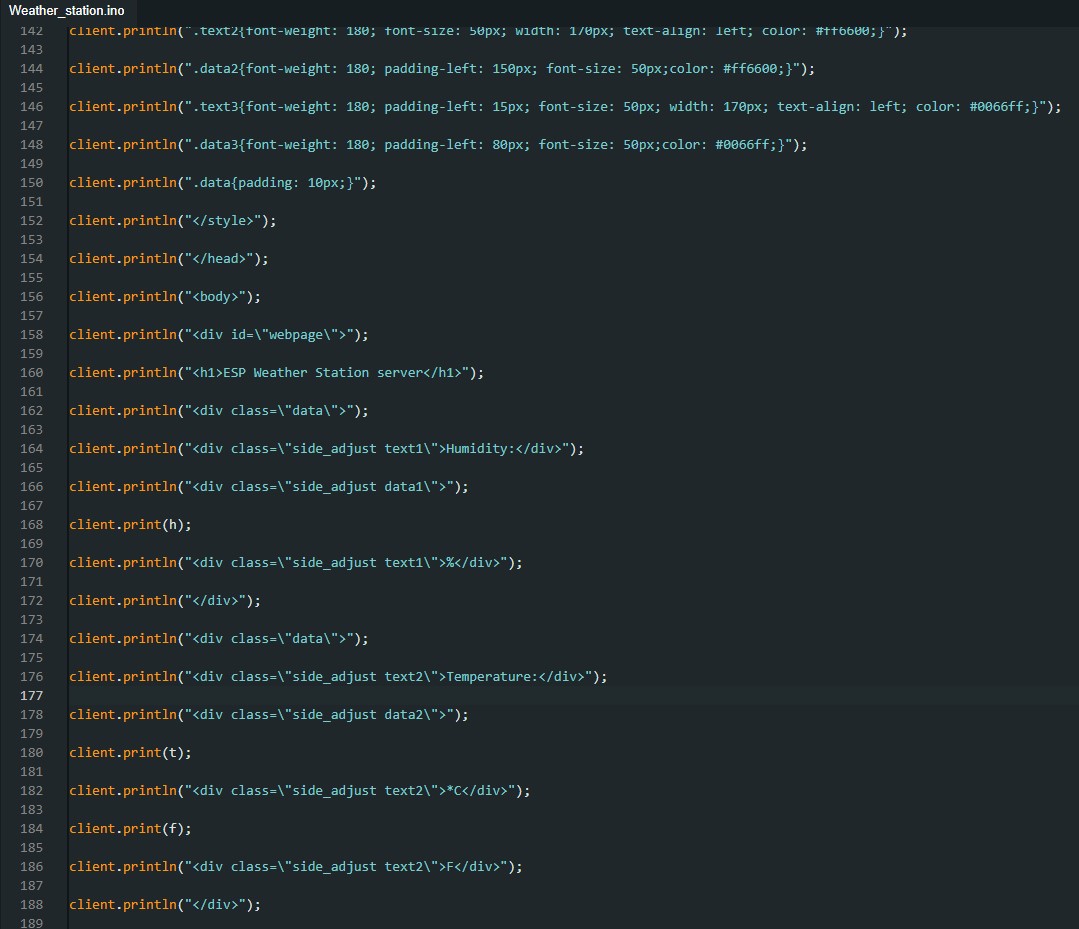 Weather_station.ino
142 client.println(".text2{font-weight: 180; font-size: 50px; width: 170px; text-align: left; color: #ff6600;}");
143
144 client.println(".data2{font-weight: 180; padding-left: 150px; font-size: 50px;color: #ff6600;}");
145
146 client.println(".text3{font-weight: 180; padding-left: 15px; font-size: 50px; width: 170px; text-align: left; color: #0066ff;}");
147
148 client.println(".data3{font-weight: 180; padding-left: 80px; font-size: 50px;color: #0066ff;}");
149
150 client.println(".data{padding: 10px;}");
151
152 client.println("</style>");
153
154 client.println("</head>");
155
156 client.println("<body>");
157
158 client.println("<div id=\"webpage\">");
159
160 client.println("<h1>ESP Weather Station server</h1>");
161
162 client.println("<div class=\"data\">");
163
164 client.println("<div class=\"side_adjust text1\">Humidity:</div>");
165
166 client.println("<div class=\"side_adjust data1\">");
167
168 client.print(h);
169
170 client.println("<div class=\"side_adjust text1\">%</div>");
171
172 client.println("</div>");
173
174 client.println("<div class=\"data\">");
175
176 client.println("<div class=\"side_adjust text2\">Temperature:</div>");
177
178 client.println("<div class=\"side_adjust data2\">");
179
180 client.print(t);
181
182 client.println("<div class=\"side_adjust text2\">*C</div>");
183
184 client.print(f);
185
186 client.println("<div class=\"side_adjust text2\">F</div>");
187
188 client.println("</div>");
189